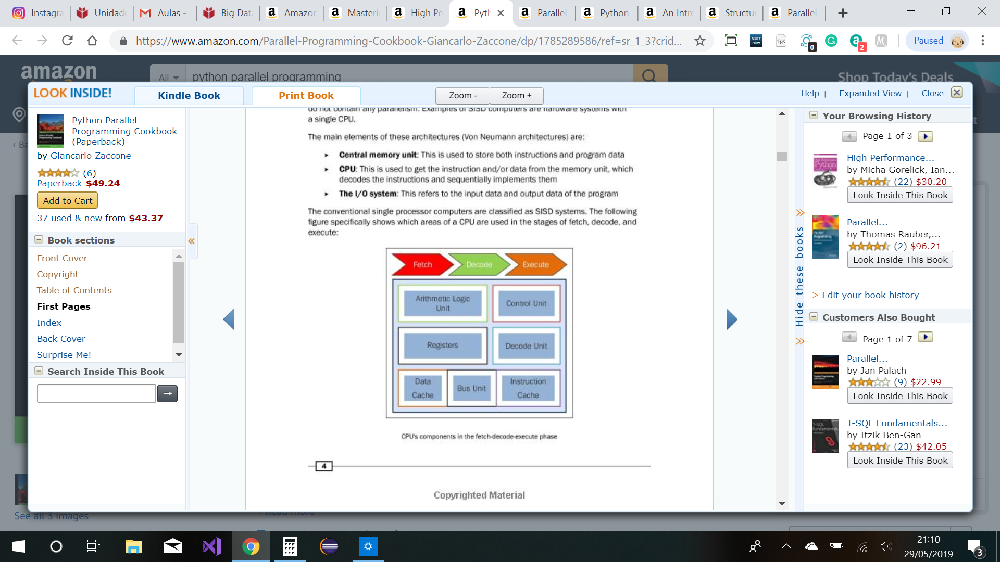 Instagra
Unidad
Aulas -
Big Dat
Amazon
Masteri
High Pe
Pyth
Parallel
Python
An Intro
Structu
Parallel
https://www.amazon.com/Parallel-Programming-Cookbook-Giancarlo-Zaccone/dp/1785289586/ref=sr_1_3?crid...
TEX
0
2
Paused
amazon
All
python parallel programming
Shop Today's Deals
LOOK INSIDE!
Kindle Book
Print Book
Zoom -
Zoom +
Help |
Expanded View |
Close
Python Parallel
Programming Cookbook
(Paperback)
by Giancarlo Zaccone
(6)
Paperback $49.24
Add to Cart
37 used & new from $43.37
Book sections
Front Cover
Copyright
Table of Contents
First Pages
Index
Back Cover
Surprise Me!
Search Inside This Book
do not contain any parallelism. Examples of SISD computers are hardware systems with
a single CPU.
The main elements of these architectures (Von Neumann architectures) are:
Central memory unit: This is used to store both instructions and program data
CPU: This is used to get the instruction and/or data from the memory unit, which
decodes the instructions and sequentially implements them
The I/O system: This refers to the input data and output data of the program
The conventional single processor computers are classified as SISD systems. The following
figure specifically shows which areas of a CPU are used in the stages of fetch, decode, and
execute:
Fetch
Decode
Execute
Arithmetic Logic
Unit
Control Unit
Registers
Decode Unit
Data
Cache
Bus Unit
Instruction
Cache
CPU's components in the fetch-decode-execute phase
4
Copyrighted Material
Hide these books
Your Browsing History
Page 1 of 3
High Performance...
by Micha Gorelick, Ian...
(22) $30.20
Look Inside This Book
Parallel...
by Thomas Rauber,...
(2) $96.21
Look Inside This Book
> Edit your book history
Customers Also Bought
Page 1 of 7
Parallel...
by Jan Palach
(9) $22.99
Look Inside This Book
T-SQL Fundamentals...
by Itzik Ben-Gan
(23) $42.05
Look Inside This Book
See all 3 images
Read more
21:10
29/05/2019
3